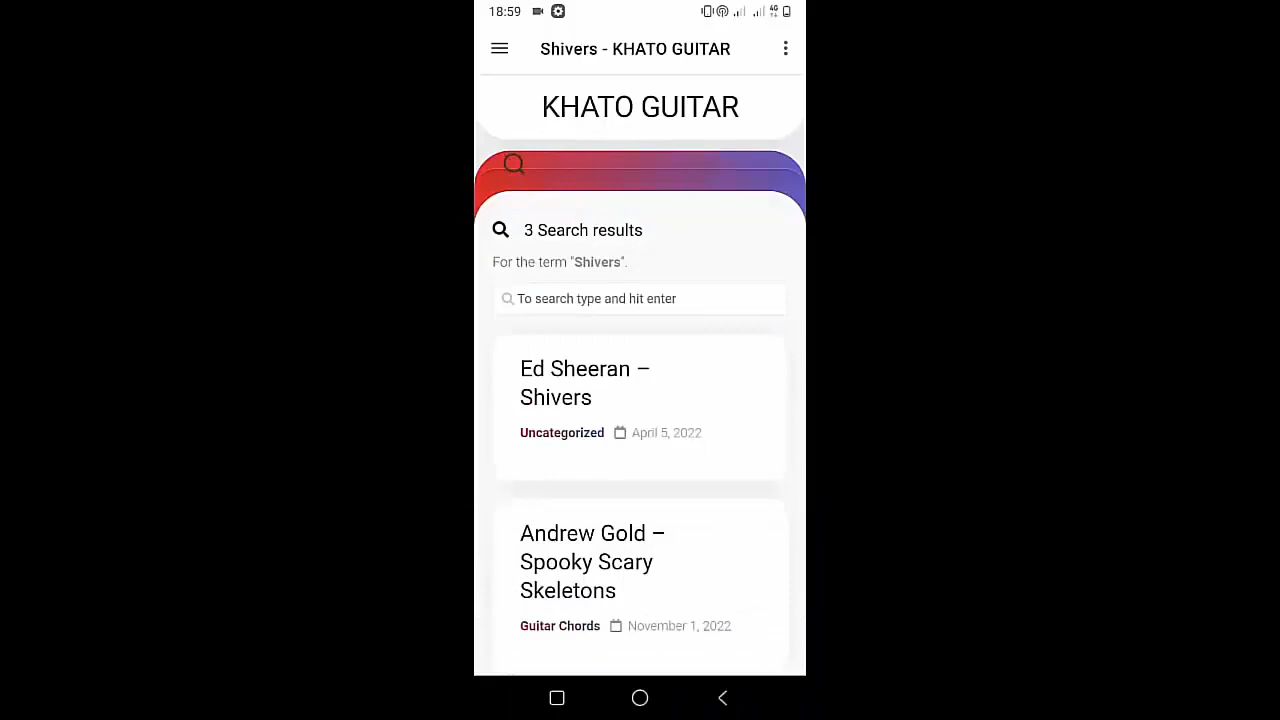 18:59
4G
Shivers - KHATO GUITAR
KHATO GUITAR
3 Search results
For the term "Shivers".
To search type and hit enter
Ed Sheeran –
Shivers
Uncategorized April 5, 2022
Andrew Gold –
Spooky Scary
Skeletons
Guitar Chords November 1, 2022